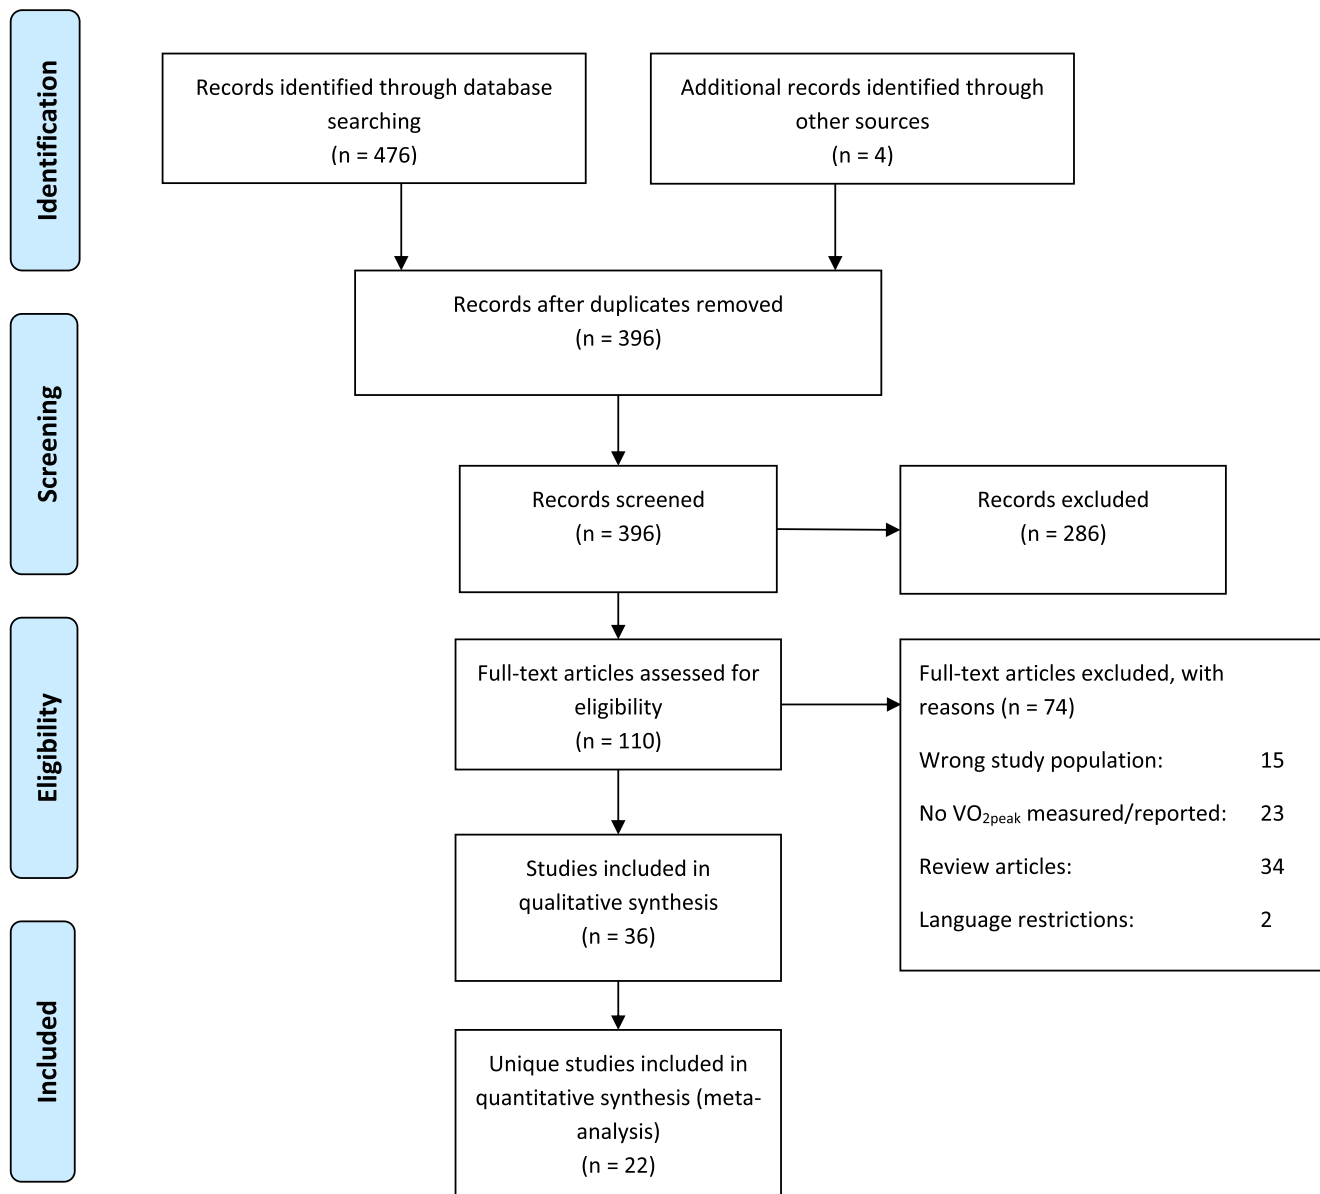 Identification
Records identified through database
searching
(n = 476)
Additional records identified through
other sources
(n = 4)
Records after duplicates removed
(n = 396)
Screening
Records screened
(n = 396)
Records excluded
(n = 286)
Eligibility
Full-text articles assessed for
eligibility
(n = 110)
Full-text articles excluded, with
reasons (n = 74)
Wrong study population: 15
No VO2peak measured/reported: 23
Review articles: 34
Language restrictions: 2
Studies included in
qualitative synthesis
(n = 36)
Included
Unique studies included in
quantitative synthesis (meta-
analysis)
(n = 22)